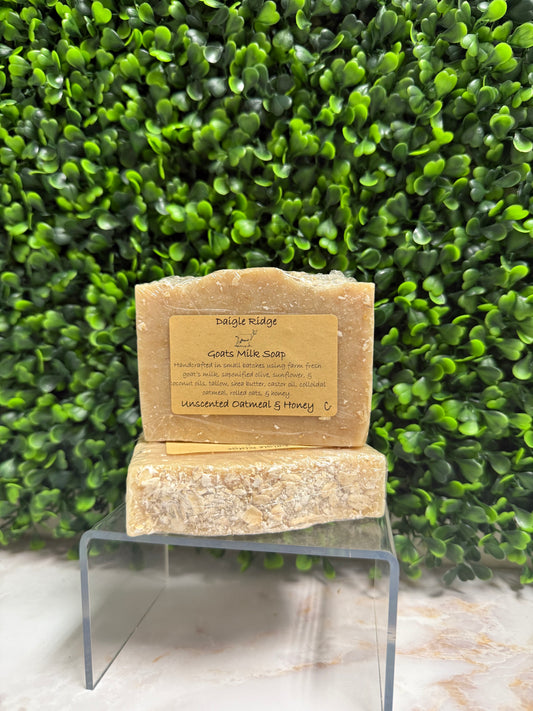 Daigle Ridge
Goats Milk Soap
Handcrafted in small batches using farm fresh
goat's milk, saponified olive, sunflower, &
coconut oils, tallow, shea butter, castor oil, colloidal
oatmeal, rolled oats, & honey.
Unscented Oatmeal & Honey